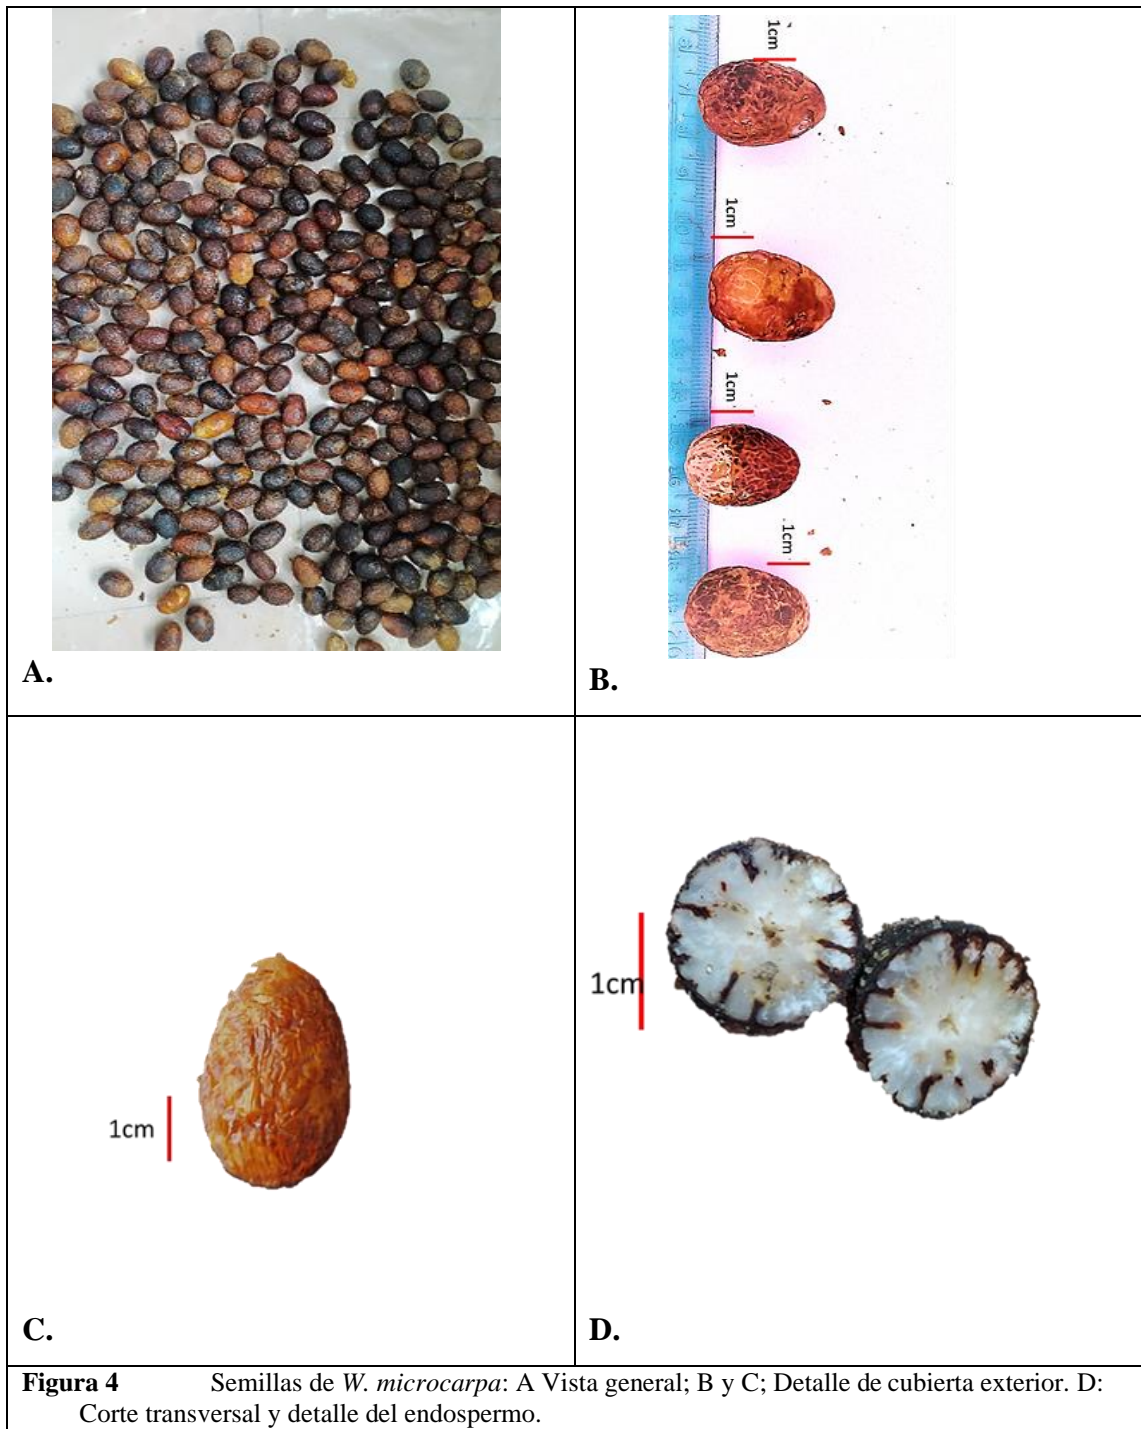 1cm
1cm
1cm
1cm
A.
B.
1cm
1cm
C.
D.
Figura 4 Semillas de W. microcarpa: A Vista general; B y C; Detalle de cubierta exterior. D:
Corte transversal y detalle del endospermo.